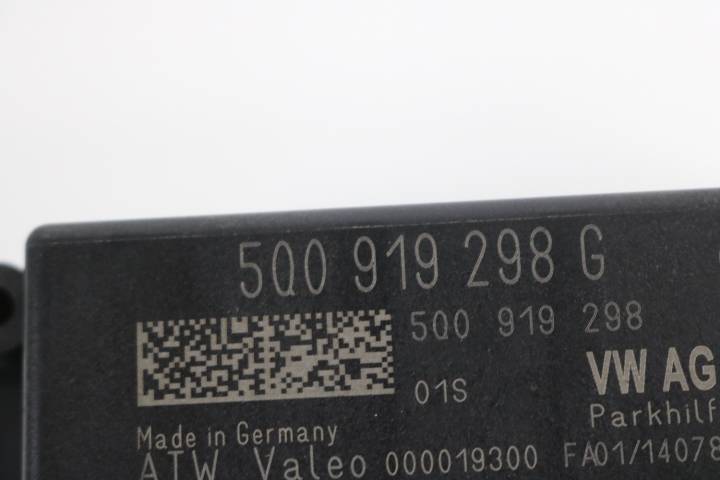 5Q0 919 298 G
5Q0 919 298
01S
VW AG
Parkhilf
Made in Germany
ATW Valeo 000019300 FA01/14078